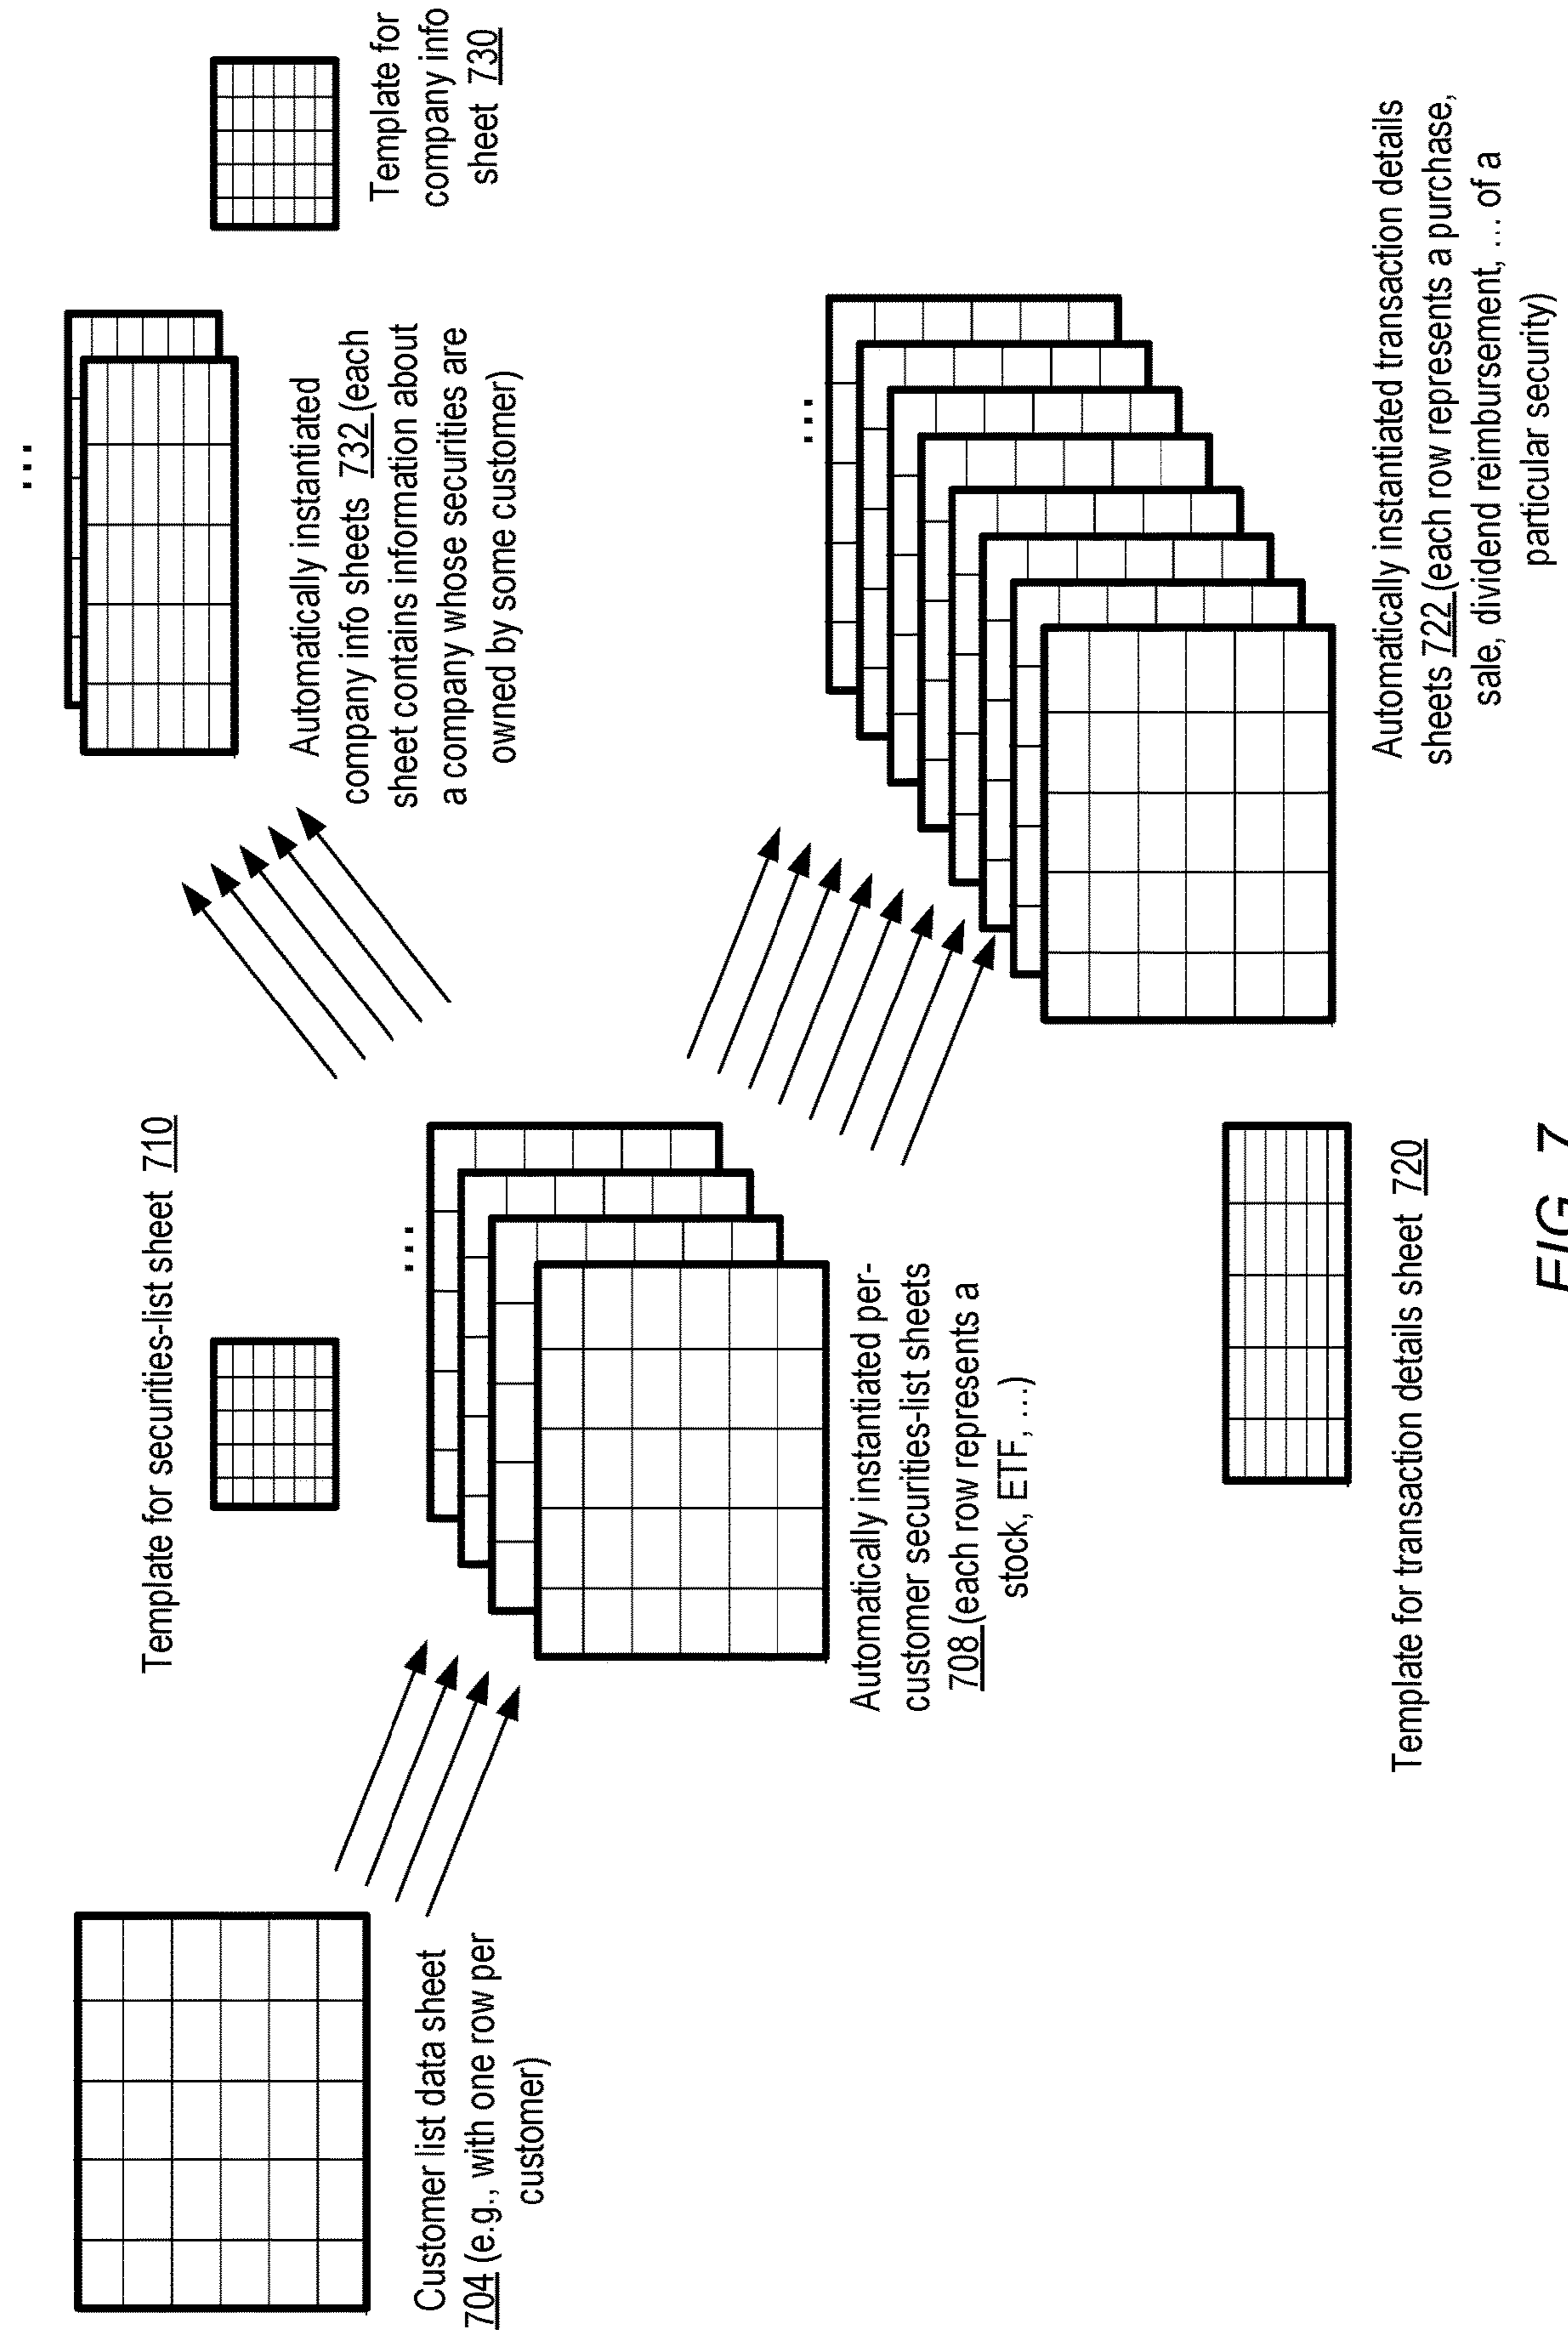 Customer list data sheet
704 (e.g., with one row per
customer)
Template for securities-list sheet 710
...
Automatically instantiated per-
customer securities-list sheets
708 (each row represents a
stock, ETF, ...)
Template for transaction details sheet 720
...
Automatically instantiated
company info sheets 732 (each
sheet contains information about
a company whose securities are
owned by some customer)
Template for
company info
sheet 730
...
Automatically instantiated transaction details
sheets 722 (each row represents a purchase,
sale, dividend reimbursement, ... of a
particular security)
FIG. 7